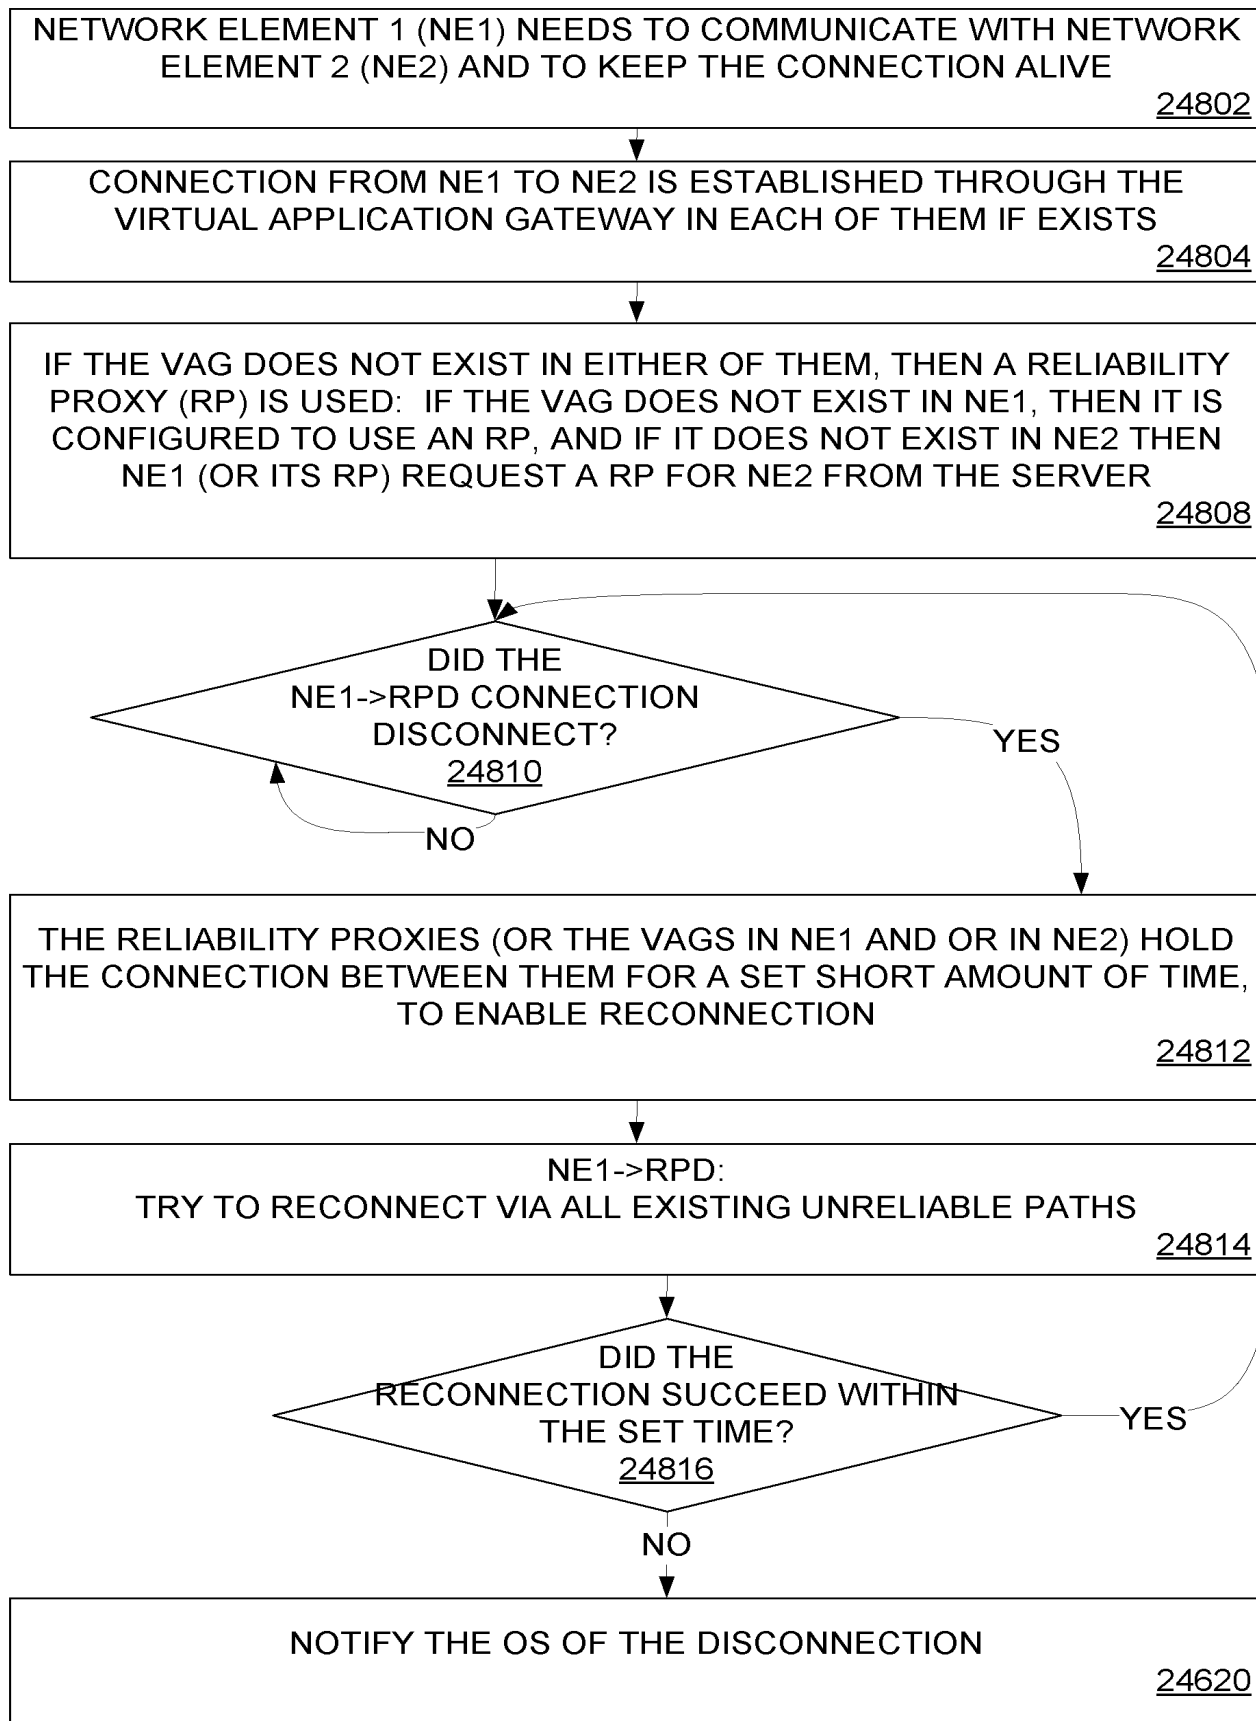 NETWORK ELEMENT 1 (NE1) NEEDS TO COMMUNICATE WITH NETWORK
ELEMENT 2 (NE2) AND TO KEEP THE CONNECTION ALIVE
24802
CONNECTION FROM NE1 TO NE2 IS ESTABLISHED THROUGH THE
VIRTUAL APPLICATION GATEWAY IN EACH OF THEM IF EXISTS
24804
IF THE VAG DOES NOT EXIST IN EITHER OF THEM, THEN A RELIABILITY
PROXY (RP) IS USED: IF THE VAG DOES NOT EXIST IN NE1, THEN IT IS
CONFIGURED TO USE AN RP, AND IF IT DOES NOT EXIST IN NE2 THEN
NE1 (OR ITS RP) REQUEST A RP FOR NE2 FROM THE SERVER
24808
DID THE
NE1->RPD CONNECTION
DISCONNECT?
24810
YES
NO
THE RELIABILITY PROXIES (OR THE VAGS IN NE1 AND OR IN NE2) HOLD
THE CONNECTION BETWEEN THEM FOR A SET SHORT AMOUNT OF TIME,
TO ENABLE RECONNECTION
24812
NE1->RPD:
TRY TO RECONNECT VIA ALL EXISTING UNRELIABLE PATHS
24814
DID THE
RECONNECTION SUCCEED WITHIN
THE SET TIME?
24816
YES
NO
NOTIFY THE OS OF THE DISCONNECTION
24620